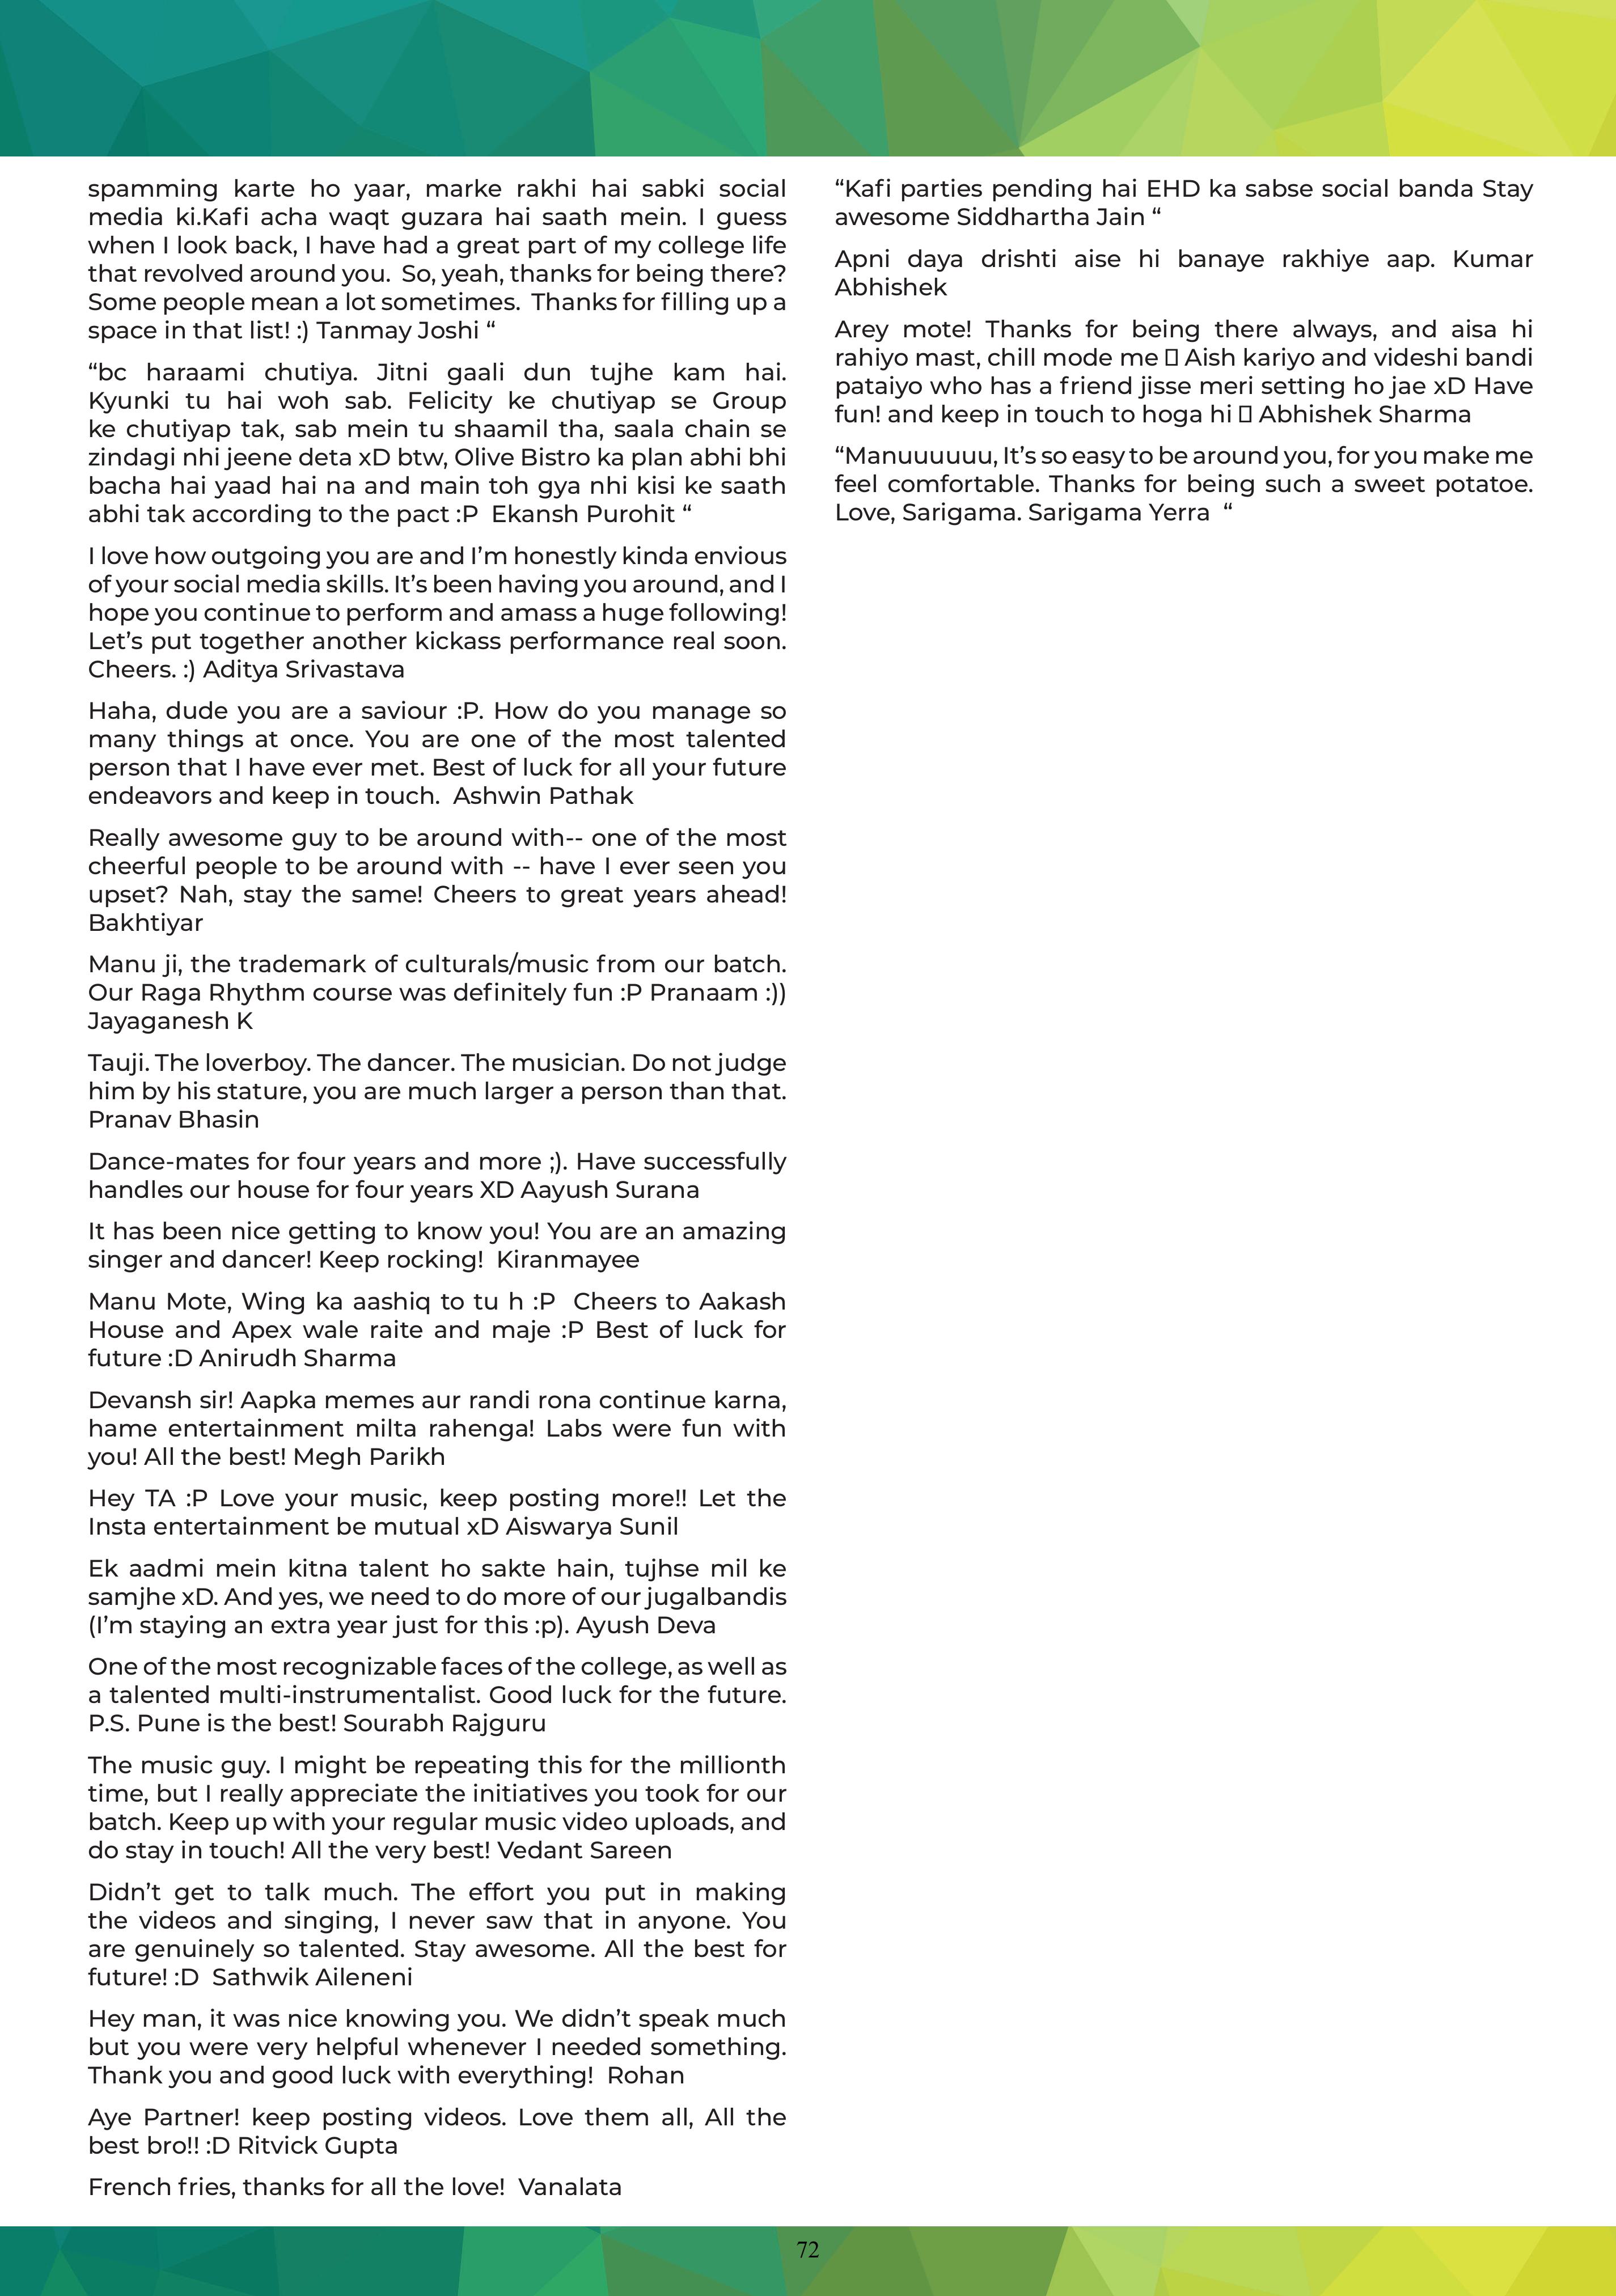 spamming karte ho yaar, marke rakhi hai sabki social
media ki.Kafi acha waqt guzara hai saath mein. I guess
when I look back, I have had a great part of my college life
that revolved around you.  So, yeah, thanks for being there?
Some people mean a lot sometimes.  Thanks for filling up a
space in that list! :) Tanmay Joshi “
“bc haraami chutiya. Jitni gaali dun tujhe kam hai.
Kyunki tu hai woh sab. Felicity ke chutiyap se Group
ke chutiyap tak, sab mein tu shaamil tha, saala chain se
zindagi nhi jeene deta xD btw, Olive Bistro ka plan abhi bhi
bacha hai yaad hai na and main toh gya nhi kisi ke saath
abhi tak according to the pact :P  Ekansh Purohit “
I love how outgoing you are and I’m honestly kinda envious
of your social media skills. It’s been having you around, and I
hope you continue to perform and amass a huge following!
Let’s put together another kickass performance real soon.
Cheers. :) Aditya Srivastava
Haha, dude you are a saviour :P. How do you manage so
many things at once. You are one of the most talented
person that I have ever met. Best of luck for all your future
endeavors and keep in touch.  Ashwin Pathak
Really awesome guy to be around with-- one of the most
cheerful people to be around with -- have I ever seen you
upset? Nah, stay the same! Cheers to great years ahead!
Bakhtiyar
Manu ji, the trademark of culturals/music from our batch.
Our Raga Rhythm course was definitely fun :P Pranaam :))
Jayaganesh K
Tauji. The loverboy. The dancer. The musician. Do not judge
him by his stature, you are much larger a person than that.
Pranav Bhasin
Dance-mates for four years and more ;). Have successfully
handles our house for four years XD Aayush Surana
It has been nice getting to know you! You are an amazing
singer and dancer! Keep rocking!  Kiranmayee
Manu Mote, Wing ka aashiq to tu h :P  Cheers to Aakash
House and Apex wale raite and maje :P Best of luck for
future :D Anirudh Sharma
Devansh sir! Aapka memes aur randi rona continue karna,
hame entertainment milta rahenga! Labs were fun with
you! All the best! Megh Parikh
Hey TA :P Love your music, keep posting more!! Let the
Insta entertainment be mutual xD Aiswarya Sunil
Ek aadmi mein kitna talent ho sakte hain, tujhse mil ke
samjhe xD. And yes, we need to do more of our jugalbandis
(I’m staying an extra year just for this :p). Ayush Deva
One of the most recognizable faces of the college, as well as
a talented multi-instrumentalist. Good luck for the future.
P.S. Pune is the best! Sourabh Rajguru
The music guy. I might be repeating this for the millionth
time, but I really appreciate the initiatives you took for our
batch. Keep up with your regular music video uploads, and
do stay in touch! All the very best! Vedant Sareen
Didn’t get to talk much. The effort you put in making
the videos and singing, I never saw that in anyone. You
are genuinely so talented. Stay awesome. All the best for
future! :D  Sathwik Aileneni
Hey man, it was nice knowing you. We didn’t speak much
but you were very helpful whenever I needed something.
Thank you and good luck with everything!  Rohan
Aye Partner! keep posting videos. Love them all, All the
best bro!! :D Ritvick Gupta
French fries, thanks for all the love!  Vanalata
“Kafi parties pending hai EHD ka sabse social banda Stay
awesome Siddhartha Jain “
Apni daya drishti aise hi banaye rakhiye aap. Kumar
Abhishek
Arey mote! Thanks for being there always, and aisa hi
rahiyo mast, chill mode me ▯ Aish kariyo and videshi bandi
pataiyo who has a friend jisse meri setting ho jae xD Have
fun! and keep in touch to hoga hi ▯ Abhishek Sharma
“Manuuuuuu, It’s so easy to be around you, for you make me
feel comfortable. Thanks for being such a sweet potatoe.
Love, Sarigama. Sarigama Yerra  “
72